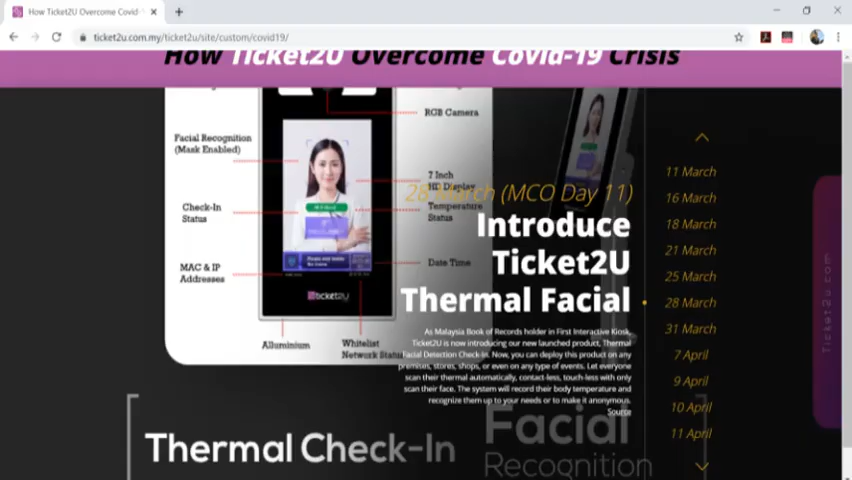 How Ticket2U Overcome Covid-
ticket2u.com.my/ticket2u/site/custom/covid19/
How Ticket2U Overcome Covid-19 Crisis
RGB Camera
Facial Recognition
(Mask Enabled)
7 Inch
HD Display
Temperature
Status
Check-In
Status
MAC & IP
Addresses
Date Time
ticket2u
Alluminium
Whitelist
Network Status
28 March (MCO Day 11)
Introduce
Ticket2U
Thermal Facial
As Malaysia Book of Records holder in First Interactive Kiosk,
Ticket2U is now introducing our new launched product, Thermal
Facial Detection Check-In. Now, you can deploy this product on any
premises, stores, shops, or even on any type of events. Let everyone
scan their thermal automatically, contact-less, touch-less with only
scan their face. The system will record their body temperature and
recognize them up to your needs or to make it anonymous.
Source
11 March
16 March
18 March
21 March
25 March
28 March
31 March
7 April
9 April
10 April
11 April
Ticket2u.com
Thermal Check-In
Facial
Recognition